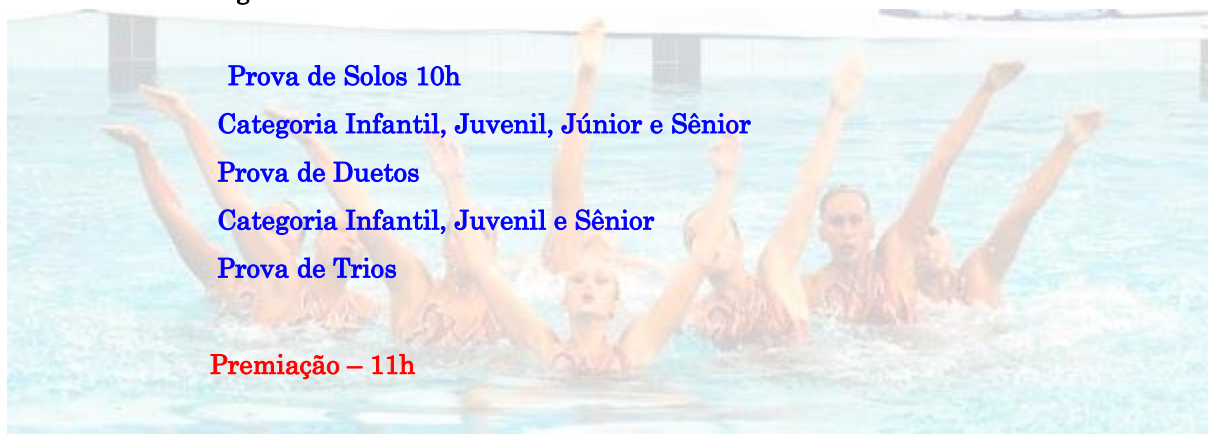 Prova de Solos 10h
Categoria Infantil, Juvenil, Júnior e Sênior
Prova de Duetos
Categoria Infantil, Juvenil e Sênior
Prova de Trios
Premiação – 11h